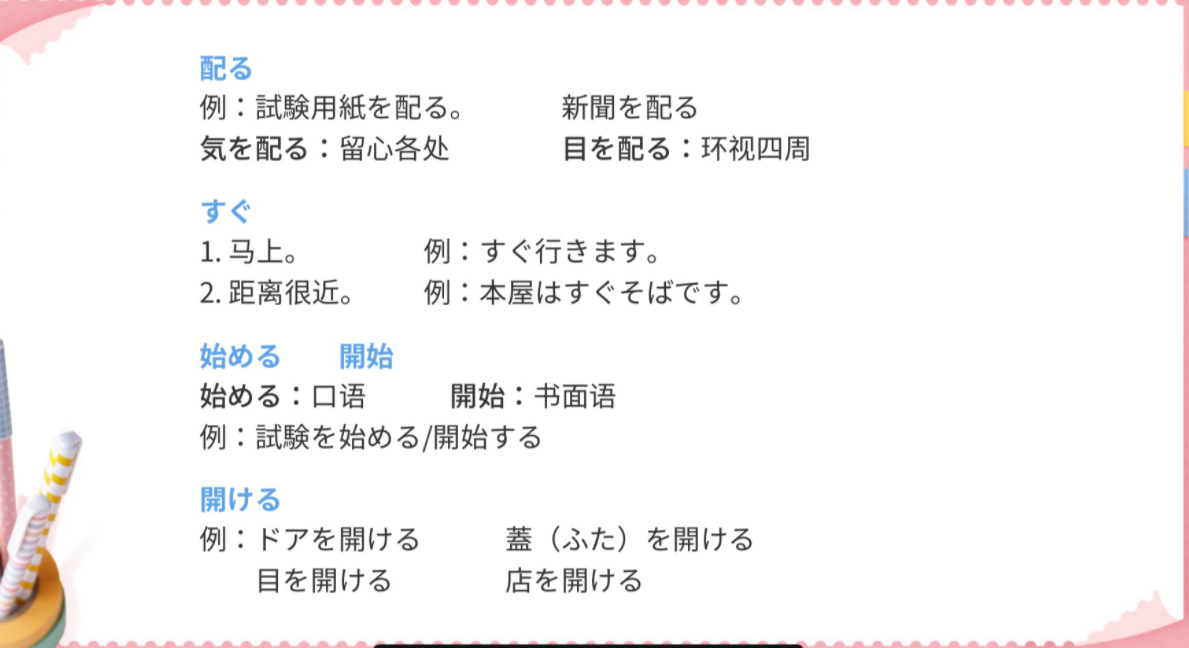 配る
例：試験用紙を配る。 新聞を配る
気を配る：留心各处 目を配る：环视四周
すぐ
1. 马上。 例：すぐ行きます。
2. 距离很近。 例：本屋はすぐそばです。
始める 開始
始める：口语 開始：书面语
例：試験を始める/開始する
開ける
例：ドアを開ける 蓋（ふた）を開ける
目を開ける 店を開ける